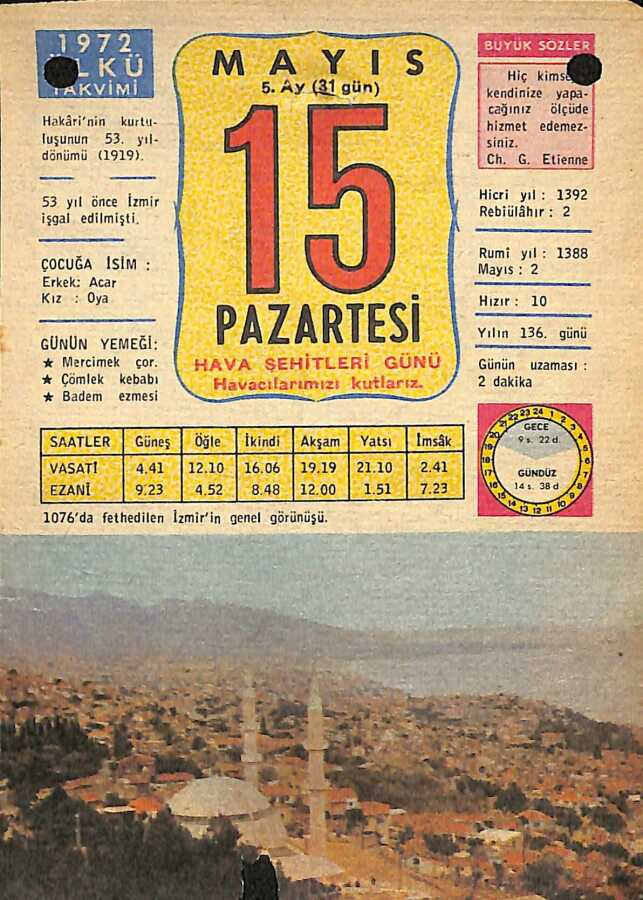 1972
ÜLKÜ
TAKVİMİ
Hakâri'nin kurtu-
luşunun 53. yıl-
dönümü (1919).
53 yıl önce İzmir
işgal edilmişti.
ÇOCUĞA İSİM :
Erkek: Acar
Kız : Oya
GÜNÜN YEMEĞİ:
★ Mercimek çor.
★ Çömlek kebabı
★ Badem ezmesi
MAYIS
5. Ay (31 gün)
15
PAZARTESİ
HAVA ŞEHİTLERİ GÜNÜ
Havacılarımızı kutlarız.
BÜYÜK SÖZLER
Hiç kimse
kendinize yapa-
cağınız ölçüde
hizmet edemez-
siniz.
Ch. G. Etienne
Hicri yıl : 1392
Rebiülâhır : 2
Rumî yıl : 1388
Mayıs : 2
Hızır : 10
Yılın 136. günü
Günün uzaması :
2 dakika
SAATLER Güneş Öğle İkindi Akşam Yatsı İmsâk
VASATÎ 4.41 12.10 16.06 19.19 21.10 2.41
EZANÎ 9.23 4.52 8.48 12.00 1.51 7.23
GECE
9 s. 22 d.
GÜNDÜZ
14 s. 38 d
1076'da fethedilen İzmir'in genel görünüşü.